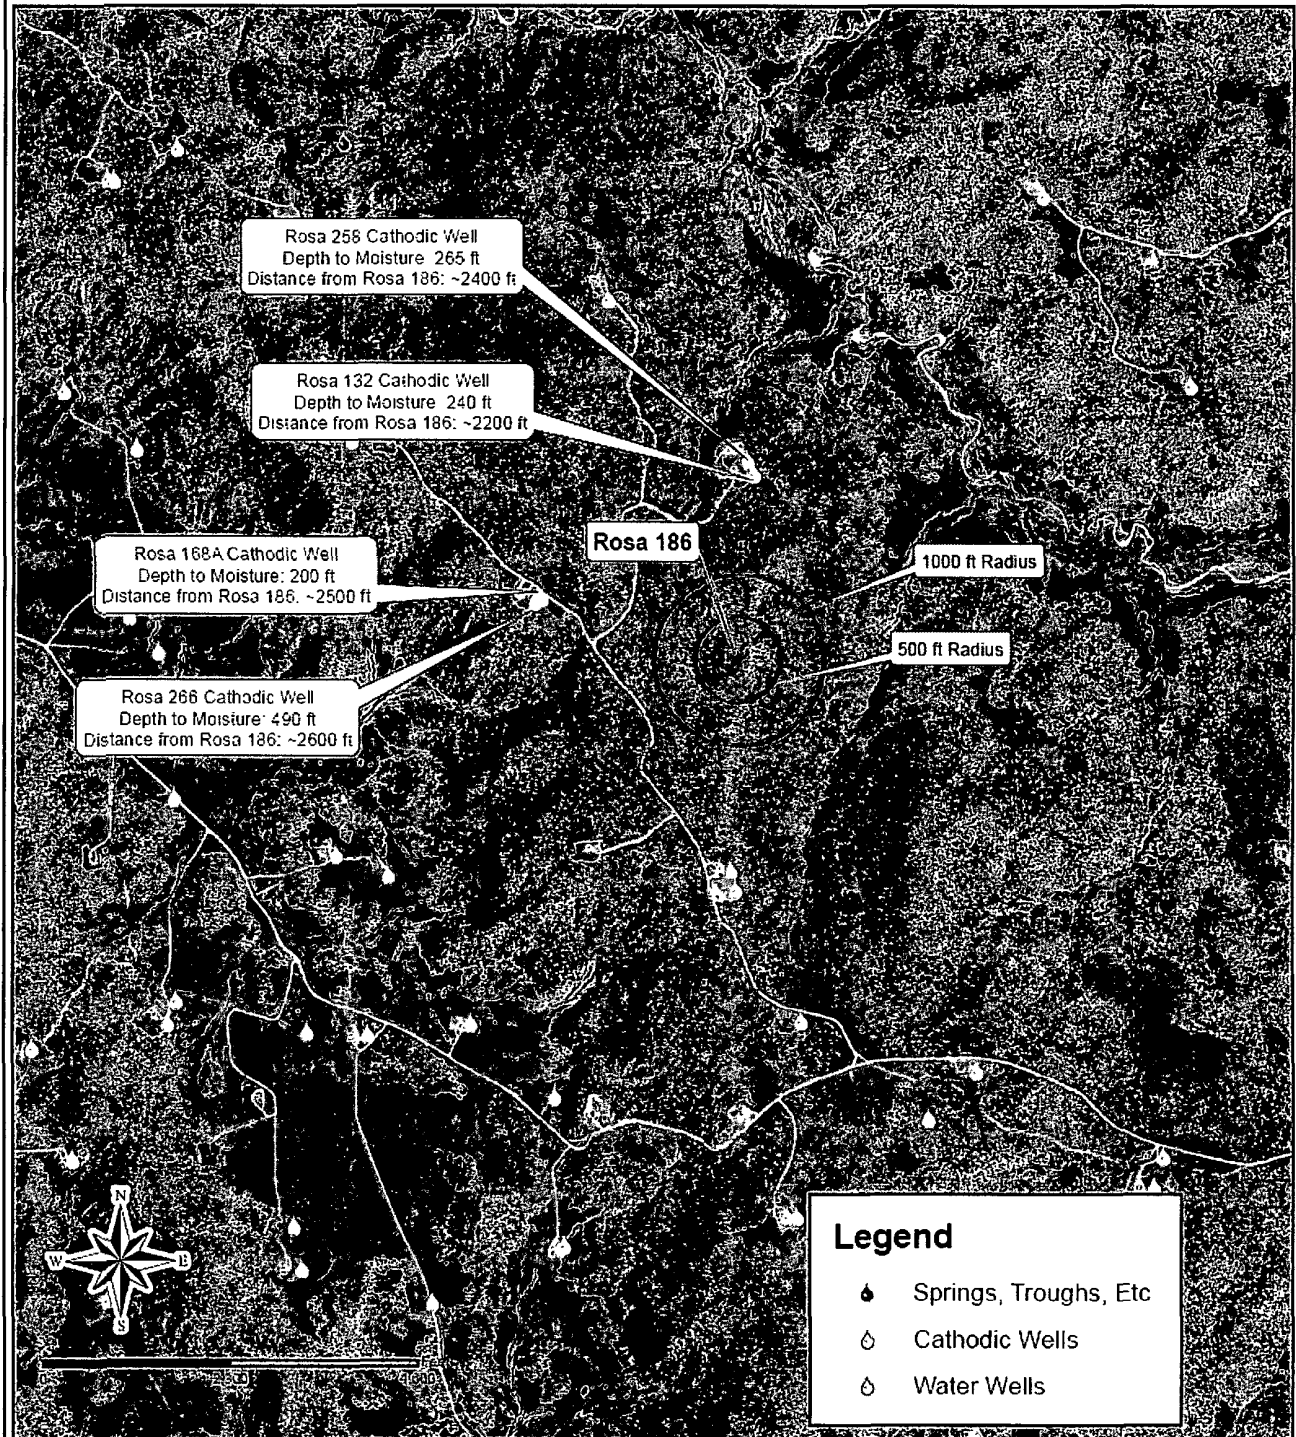 Rosa 258 Cathodic Well
Depth to Moisture 265 ft
Distance from Rosa 186: ~2400 ft
Rosa 132 Cathodic Well
Depth to Moisture 240 ft
Distance from Rosa 186: ~2200 ft
Rosa 186
Rosa 168A Cathodic Well
Depth to Moisture: 200 ft
Distance from Rosa 186. ~2500 ft
1000 ft Radius
500 ft Radius
Rosa 266 Cathodic Well
Depth to Moisture: 490 ft
Distance from Rosa 186: ~2600 ft
N
W
E
S
Legend
Springs, Troughs, Etc
Cathodic Wells
Water Wells